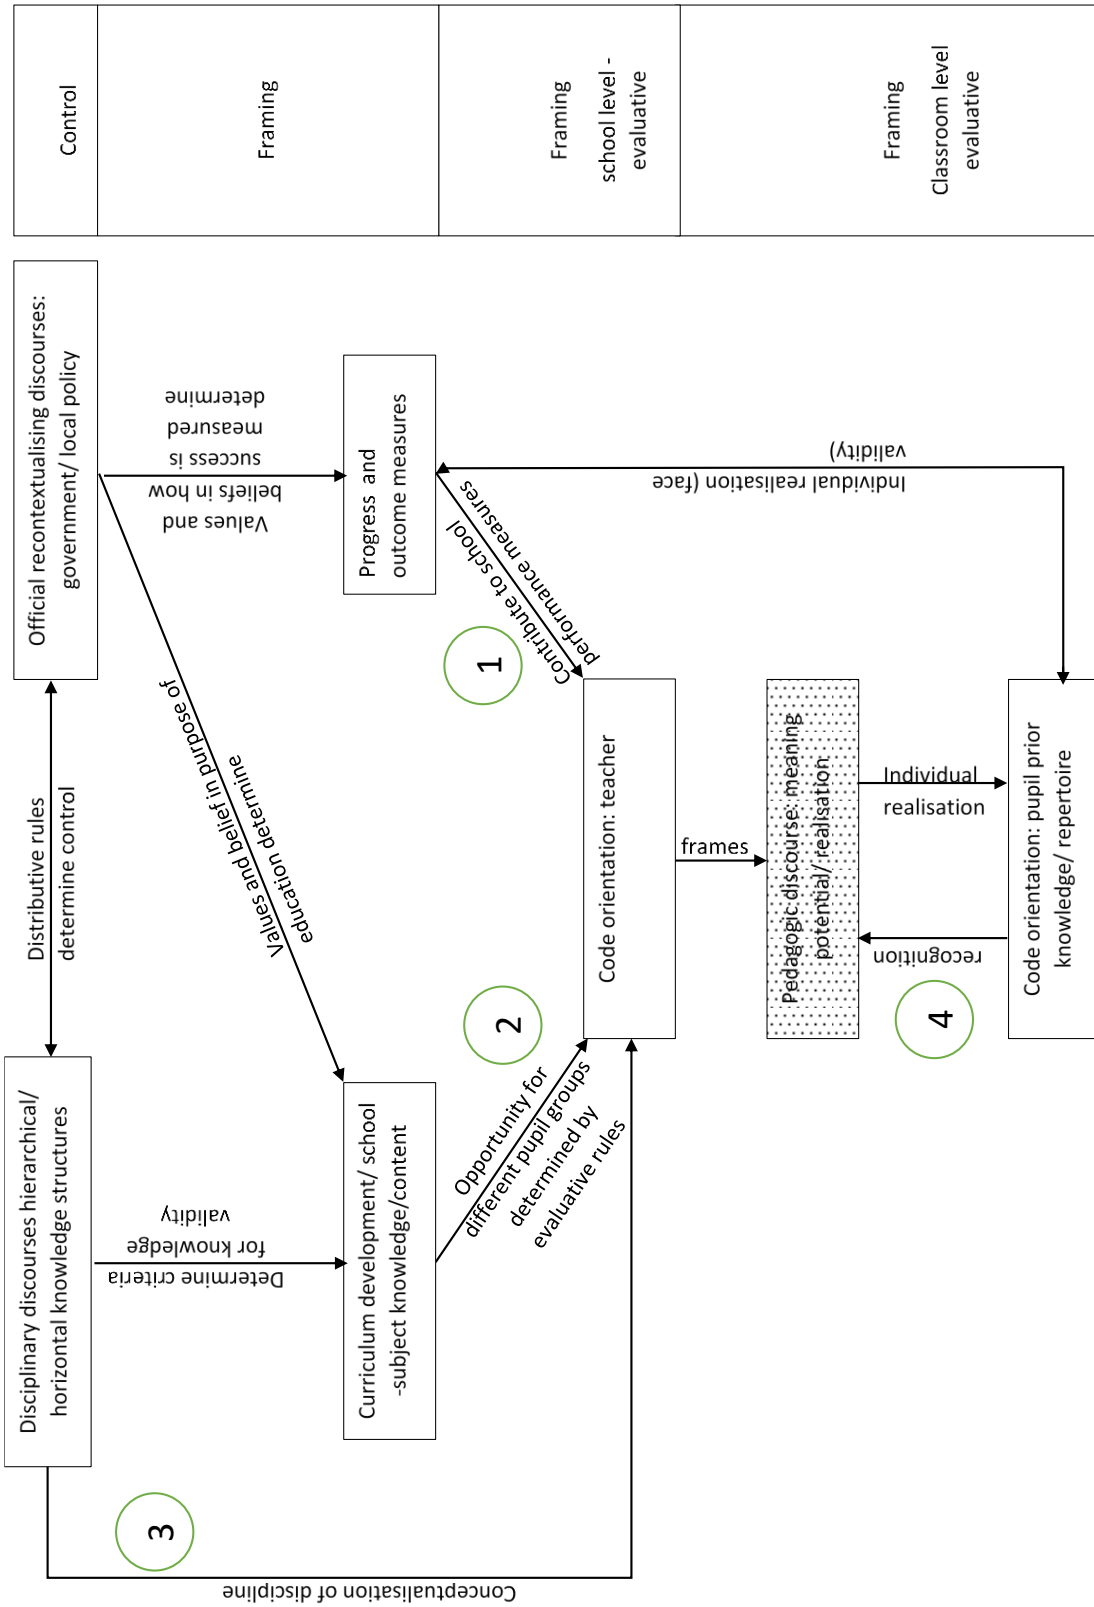 Disciplinary discourses hierarchical/
horizontal knowledge structures
Distributive rules
determine control
Official recontextualising discourses:
government/ local policy
Control
Determine criteria
for knowledge
validity
Values and belief in purpose of
education determine
Values and
beliefs in how
success is
measured
determine
Framing
Curriculum development/ school
-subject knowledge/content
Progress and
outcome measures
3
Conceptualisation of discipline
2
Opportunity for
different pupil groups
determined by
evaluative rules
1
Contribute to school
performance measures
Framing
school level -
evaluative
Code orientation: teacher
frames
Individual realisation (face
validity)
Pedagogic discourse: meaning
potential/ realisation
4
recognition
Individual
realisation
Framing
Classroom level
evaluative
Code orientation: pupil prior
knowledge/ repertoire